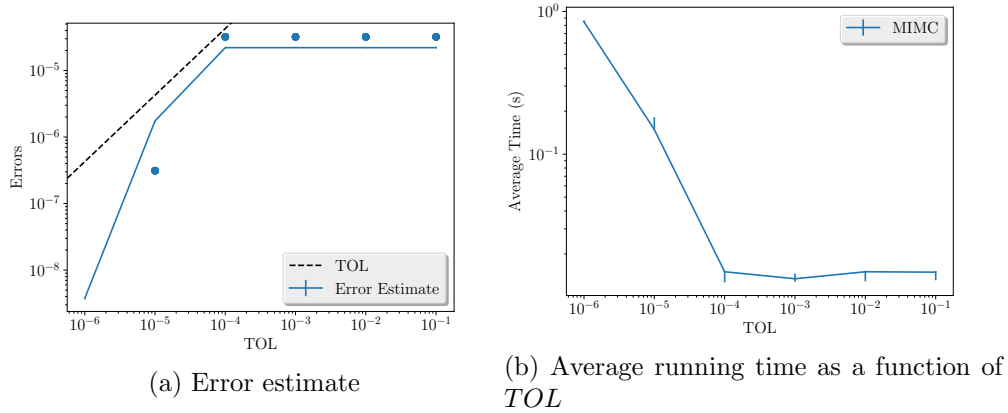 10^{-5}
10^{-6}
10^{-7}
10^{-8}
Errors
10^{-6} 10^{-5} 10^{-4} 10^{-3} 10^{-2} 10^{-1}
TOL
TOL
Error Estimate
(a) Error estimate
10^{0}
10^{-1}
Average Time (s)
MIMC
10^{-6} 10^{-5} 10^{-4} 10^{-3} 10^{-2} 10^{-1}
TOL
(b) Average running time as a function of
TOL